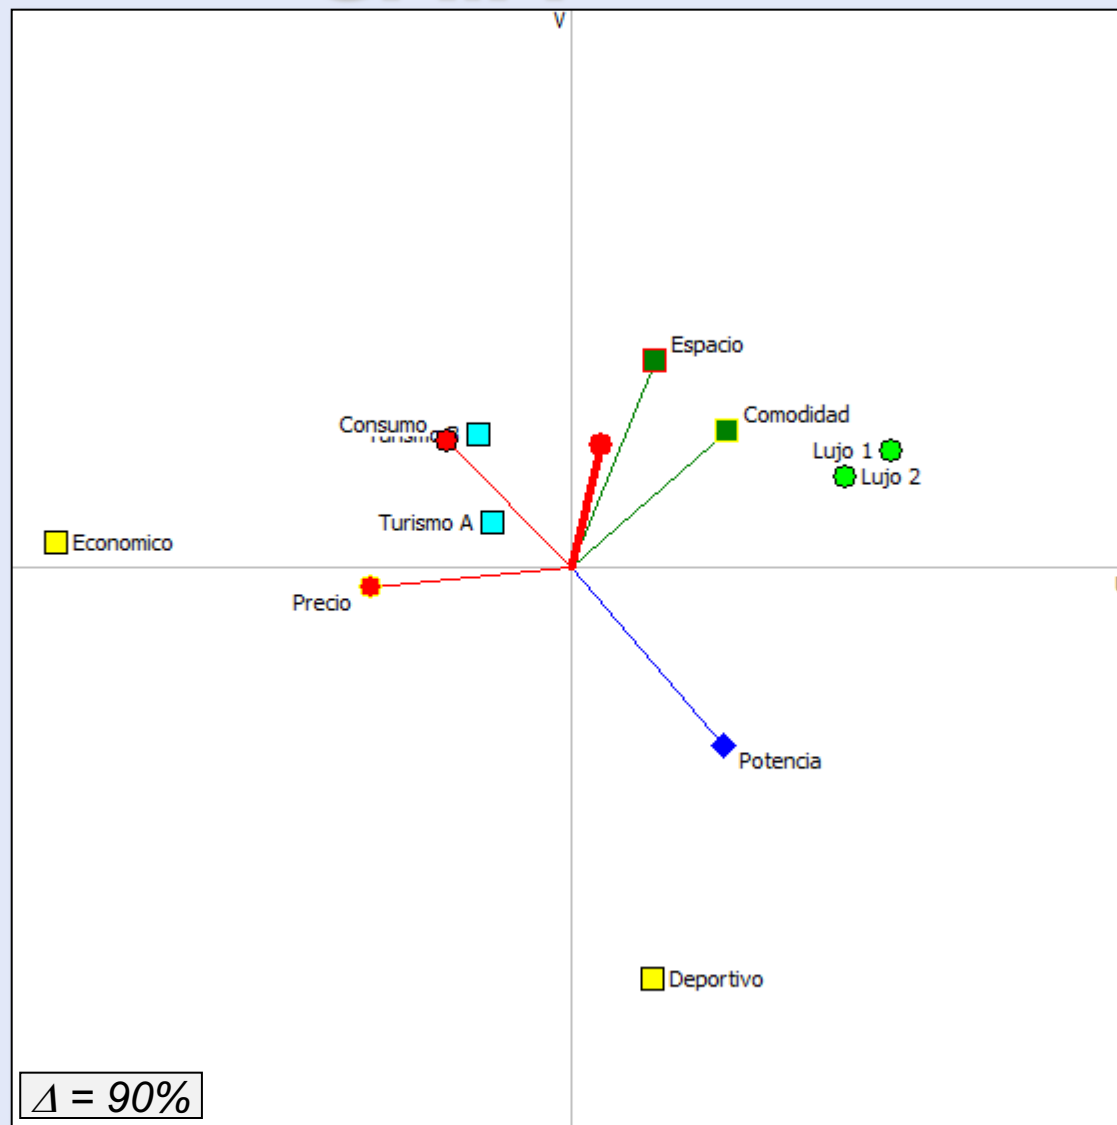 V
Espacio
Comodidad
Consumo
Lujo 1
Lujo 2
Turismo A
Economico
Precio
Potencia
Deportivo
Δ = 90%